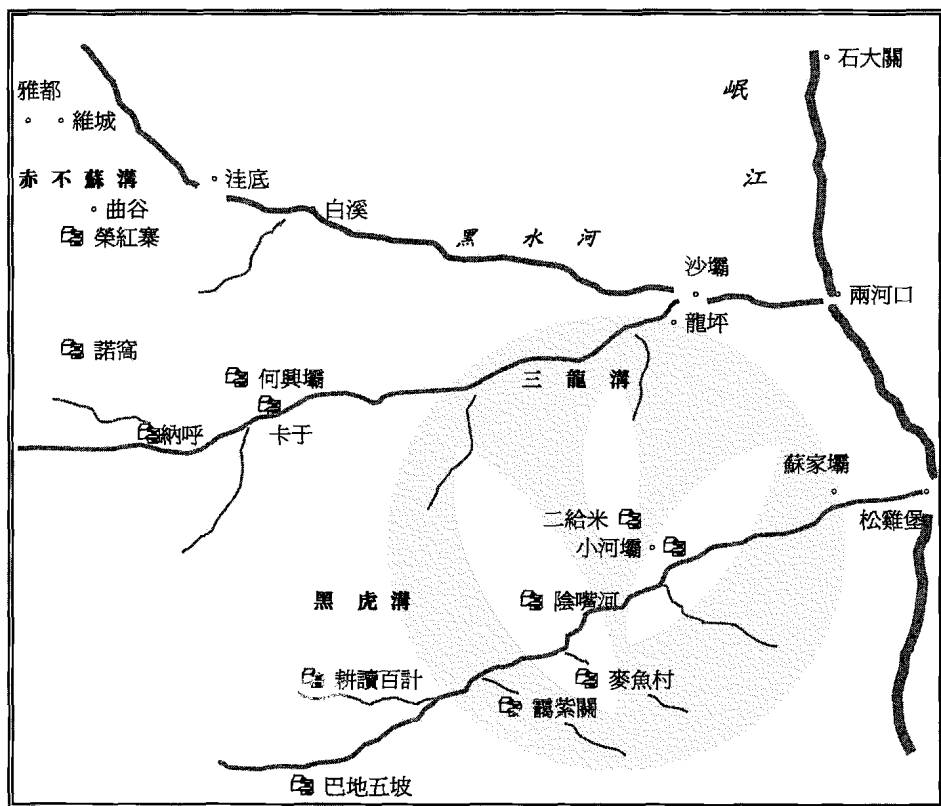 石大關
岷
雅都
維城
江
赤不蘇溝
洼底
曲谷
白溪
榮紅寨
黑水河
沙壩
兩河口
龍坪
諾窩
何興壩
三龍溝
納呼
卡于
蘇家壩
二給米
松雞堡
小河壩
黑虎溝
陰嘴河
耕讀百計
麥魚村
靄紫關
巴地五坡